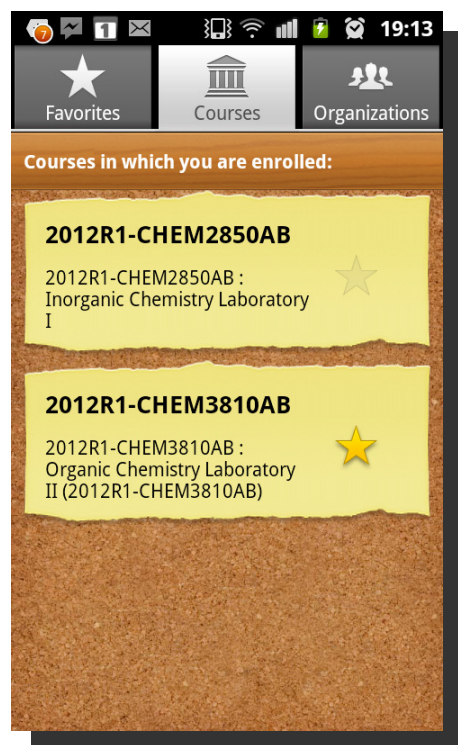 7 1 19:13
Favorites Courses Organizations
Courses in which you are enrolled:
2012R1-CHEM2850AB
2012R1-CHEM2850AB :
Inorganic Chemistry Laboratory
I
2012R1-CHEM3810AB
2012R1-CHEM3810AB :
Organic Chemistry Laboratory
II (2012R1-CHEM3810AB)